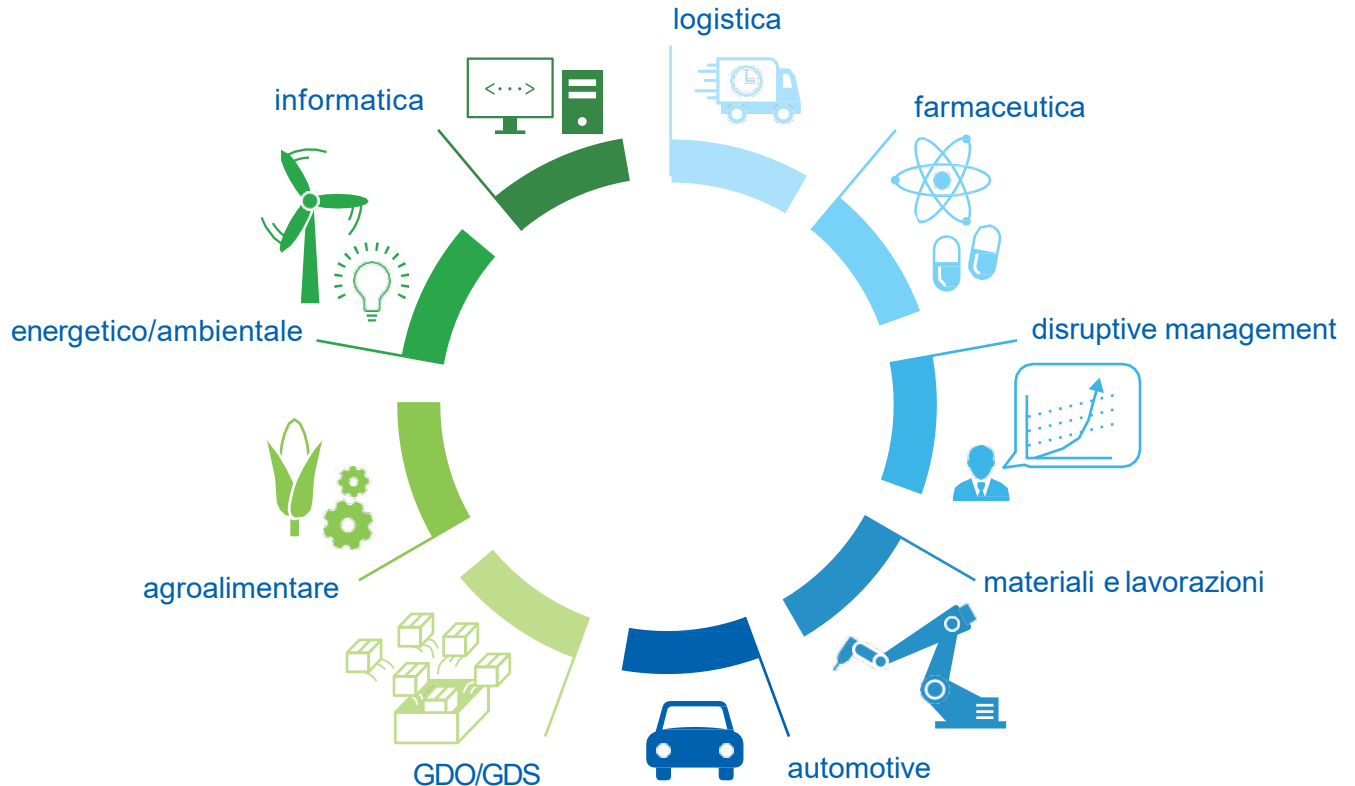 logistica
informatica
farmaceutica
energetico/ambientale
disruptive management
agroalimentare
materiali e lavorazioni
GDO/GDS
automotive